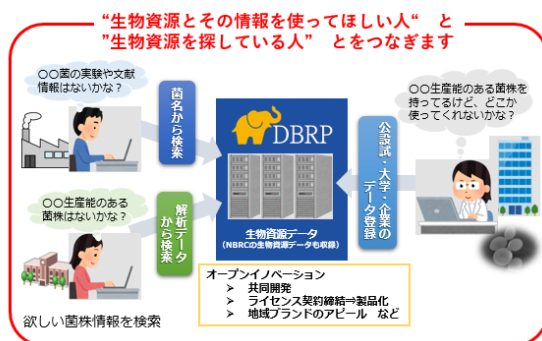 “生物資源とその情報を使ってほしい人“ と
”生物資源を探している人” とをつなぎます
〇〇菌の実験や文献
情報はないかな？
菌名から検索
DBRP
公設試・大学・企業の
データ登録
〇〇生産能のある菌株を
持ってるけど、どこか
使ってくれないかな？
〇〇生産能のある
菌株はないかな？
解析データ
から検索
生物資源データ
(NBRCの生物資源データも収録)
欲しい菌株情報を検索
オープンイノベーション
➢ 共同開発
➢ ライセンス契約締結⇒製品化
➢ 地域ブランドのアピール など